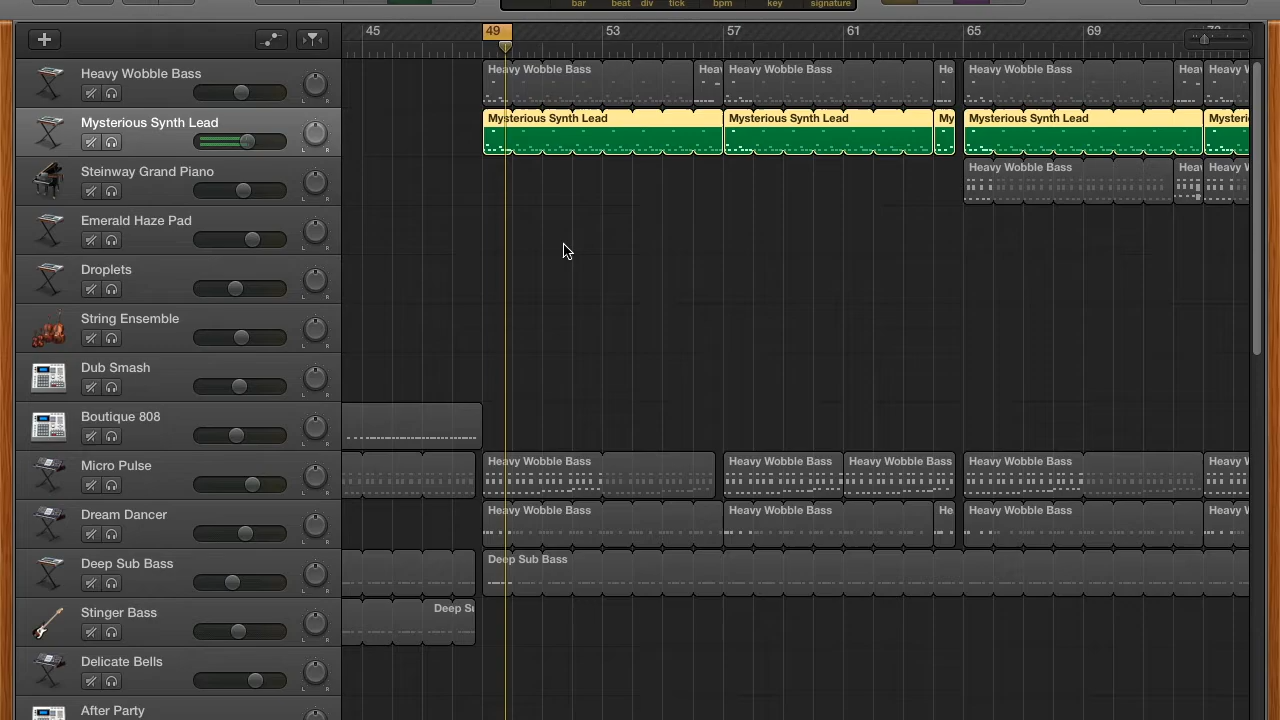 bar beat div tick bpm key signature
45 49 53 57 61 65 69
Heavy Wobble Bass
L R
Heavy Wobble Bass Heav Heavy Wobble Bass He Heavy Wobble Bass Heav Heavy W
Mysterious Synth Lead
L R
Mysterious Synth Lead Mysterious Synth Lead My Mysterious Synth Lead Mysteri
Steinway Grand Piano
L R
Heavy Wobble Bass Heav Heavy W
Emerald Haze Pad
L R
Droplets
L R
String Ensemble
L R
Dub Smash
L R
Boutique 808
L R
Micro Pulse
L R
Heavy Wobble Bass Heavy Wobble Bass Heavy Wobble Bass Heavy Wobble Bass Heavy W
Dream Dancer
L R
Heavy Wobble Bass Heavy Wobble Bass He Heavy Wobble Bass Heavy W
Deep Sub Bass
L R
Deep Sub Bass
Stinger Bass
L R
Deep Su
Delicate Bells
L R
After Party